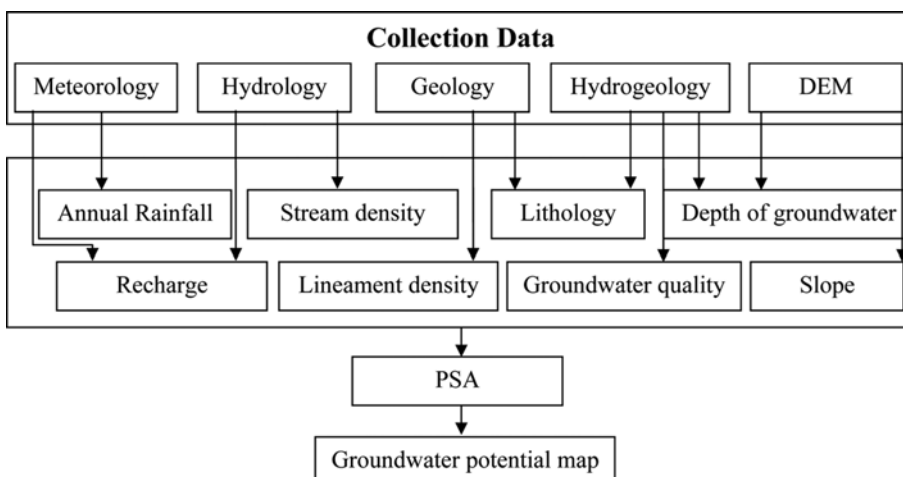 Collection Data
Meteorology
Hydrology
Geology
Hydrogeology
DEM
Annual Rainfall
Stream density
Lithology
Depth of groundwater
Recharge
Lineament density
Groundwater quality
Slope
PSA
Groundwater potential map